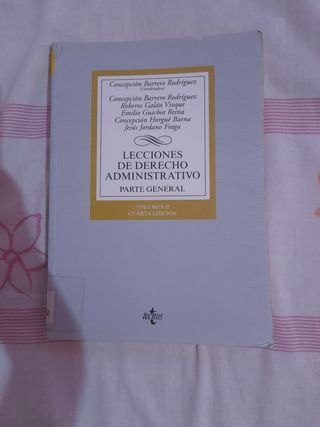 Concepción Barrero Rodríguez
(Coordinadora)
Concepción Barrero Rodríguez
Roberto Galán Vioque
Emilio Guichot Reina
Concepción Horgué Baena
Jesús Jordano Fraga
LECCIONES
DE DERECHO
ADMINISTRATIVO
PARTE GENERAL
VOLUMEN II
CUARTA EDICIÓN
tecnos